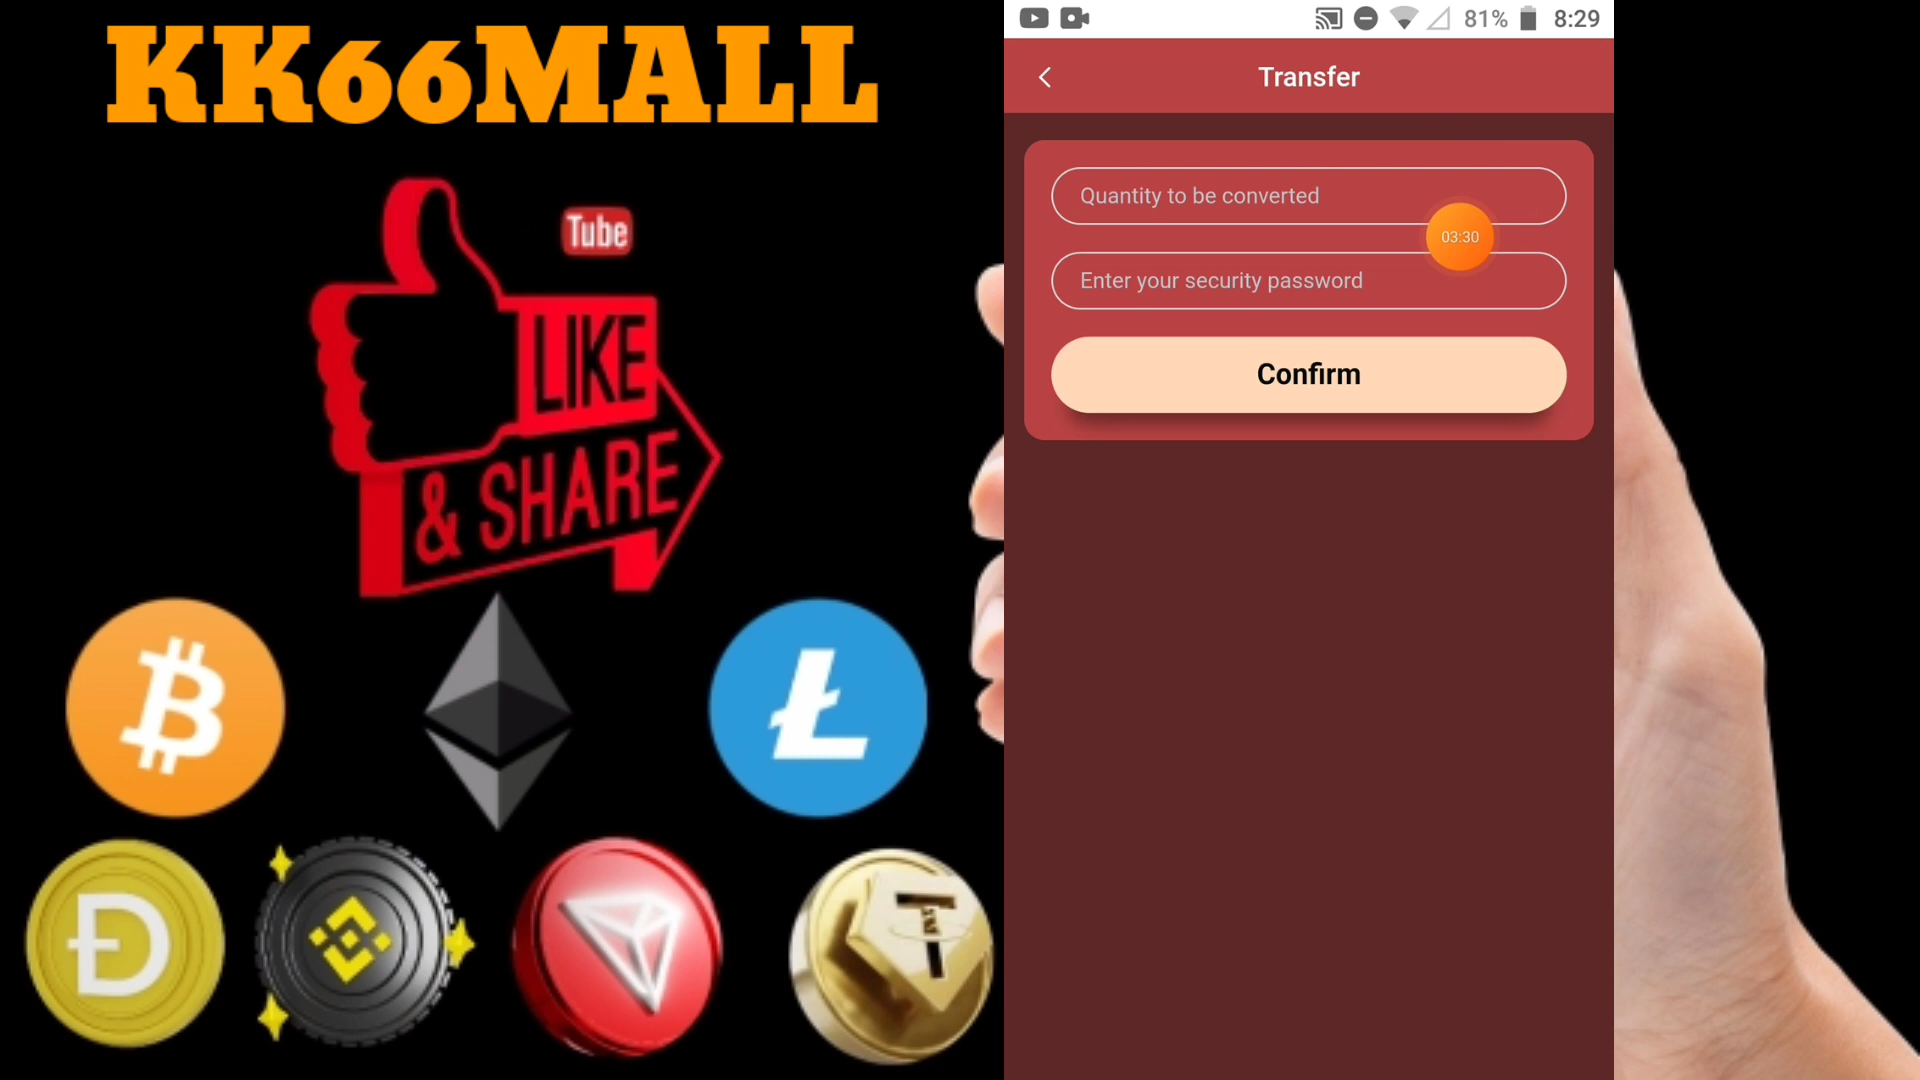 KK66MALL
Tube
LIKE
& SHARE
81%
8:29
Transfer
Quantity to be converted
03:30
Enter your security password
Confirm